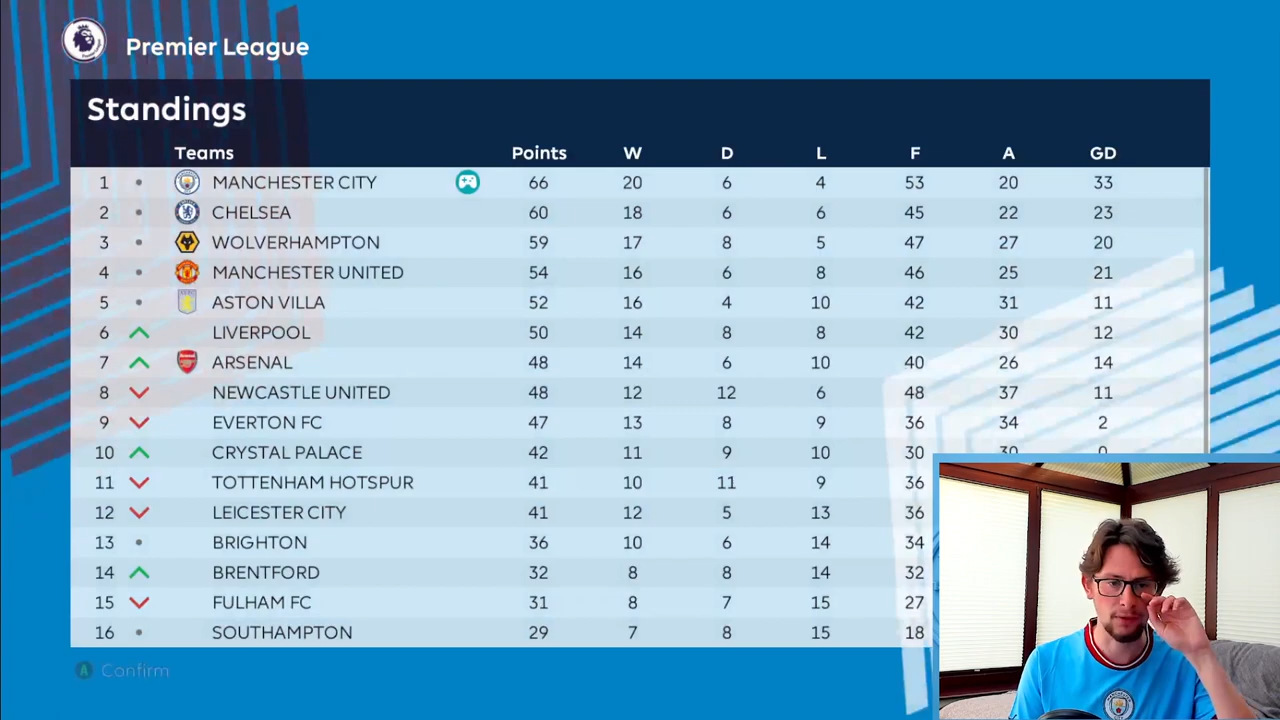 Premier League
Standings
Teams Points W D L F A GD
1 MANCHESTER CITY 66 20 6 4 53 20 33
2 CHELSEA 60 18 6 6 45 22 23
3 WOLVERHAMPTON 59 17 8 5 47 27 20
4 MANCHESTER UNITED 54 16 6 8 46 25 21
5 ASTON VILLA 52 16 4 10 42 31 11
6 LIVERPOOL 50 14 8 8 42 30 12
7 ARSENAL 48 14 6 10 40 26 14
8 NEWCASTLE UNITED 48 12 12 6 48 37 11
9 EVERTON FC 47 13 8 9 36 34 2
10 CRYSTAL PALACE 42 11 9 10 30 30 0
11 TOTTENHAM HOTSPUR 41 10 11 9 36
12 LEICESTER CITY 41 12 5 13 36
13 BRIGHTON 36 10 6 14 34
14 BRENTFORD 32 8 8 14 32
15 FULHAM FC 31 8 7 15 27
16 SOUTHAMPTON 29 7 8 15 18
A Confirm